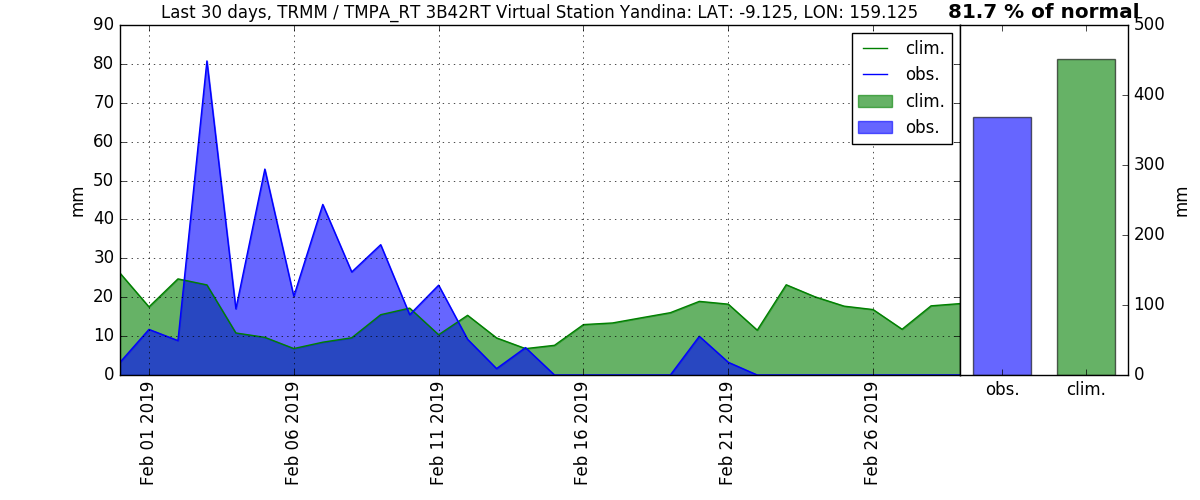 Last 30 days, TRMM / TMPA_RT 3B42RT Virtual Station Yandina: LAT: -9.125, LON: 159.125
81.7 % of normal
90
80
70
60
50
40
30
20
10
0
mm
clim.
obs.
clim.
obs.
Feb 01 2019
Feb 06 2019
Feb 11 2019
Feb 16 2019
Feb 21 2019
Feb 26 2019
500
400
300
200
100
0
mm
obs.
clim.